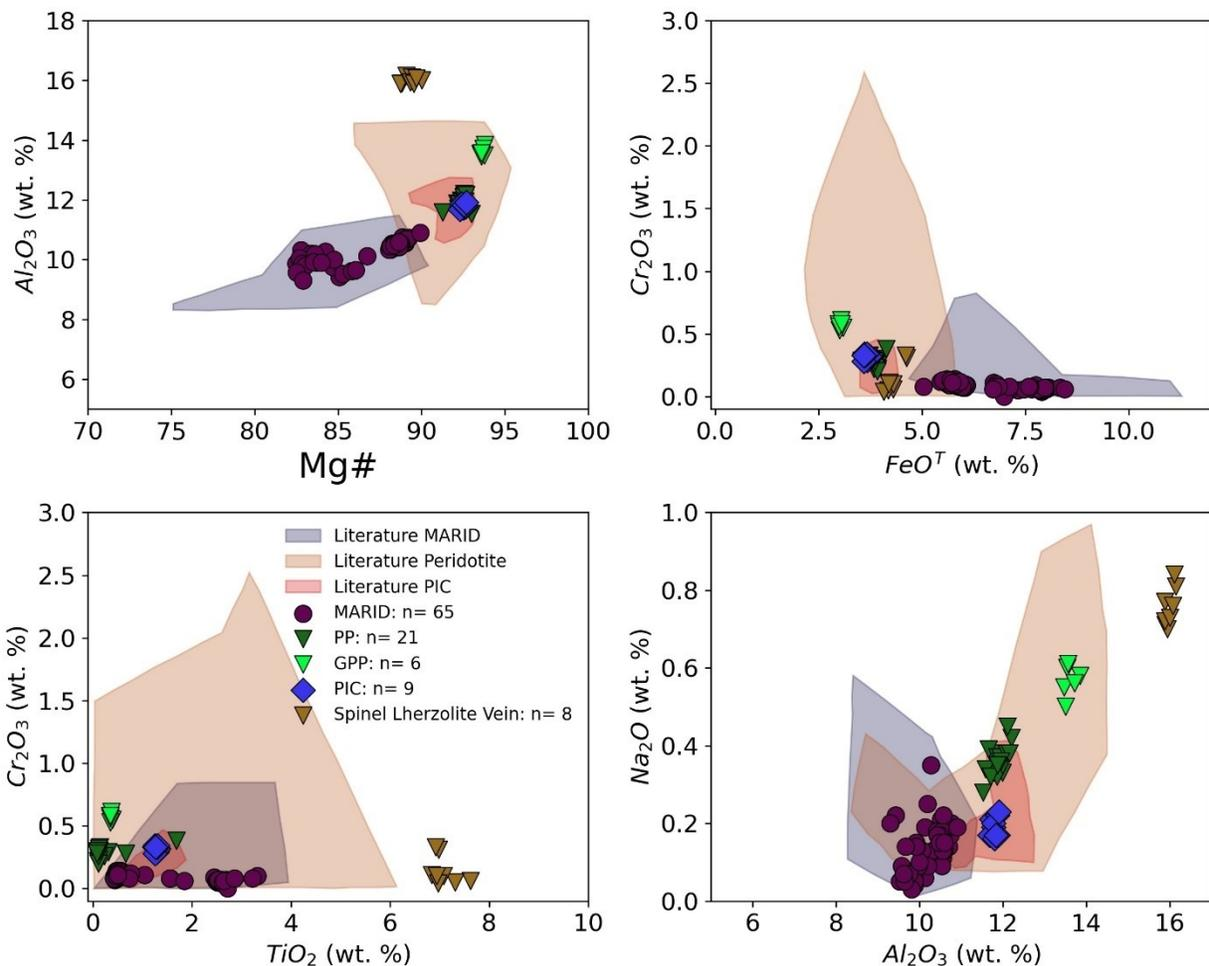 18
16
14
12
10
8
6
Al₂O₃ (wt. %)
70 75 80 85 90 95 100
Mg#
3.0
2.5
2.0
1.5
1.0
0.5
0.0
Cr₂O₃ (wt. %)
0.0 2.5 5.0 7.5 10.0
FeOᵀ (wt. %)
3.0
2.5
2.0
1.5
1.0
0.5
0.0
Cr₂O₃ (wt. %)
Literature MARID
Literature Peridotite
Literature PIC
MARID: n= 65
PP: n= 21
GPP: n= 6
PIC: n= 9
Spinel Lherzolite Vein: n= 8
0 2 4 6 8 10
TiO₂ (wt. %)
1.0
0.8
0.6
0.4
0.2
0.0
Na₂O (wt. %)
6 8 10 12 14 16
Al₂O₃ (wt. %)